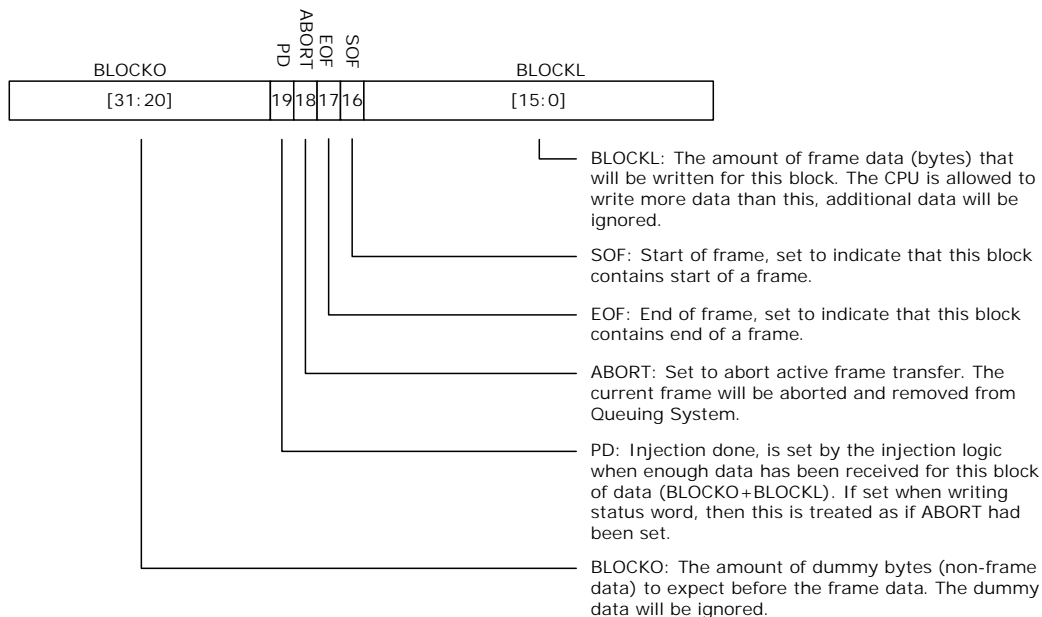 PD
ABORT
EOF
SOF
BLOCKO
BLOCKL
[31:20]
19
18
17
16
[15:0]
BLOCKL: The amount of frame data (bytes) that
will be written for this block. The CPU is allowed to
write more data than this, additional data will be
ignored.
SOF: Start of frame, set to indicate that this block
contains start of a frame.
EOF: End of frame, set to indicate that this block
contains end of a frame.
ABORT: Set to abort active frame transfer. The
current frame will be aborted and removed from
Queuing System.
PD: Injection done, is set by the injection logic
when enough data has been received for this block
of data (BLOCKO+BLOCKL). If set when writing
status word, then this is treated as if ABORT had
been set.
BLOCKO: The amount of dummy bytes (non-frame
data) to expect before the frame data. The dummy
data will be ignored.